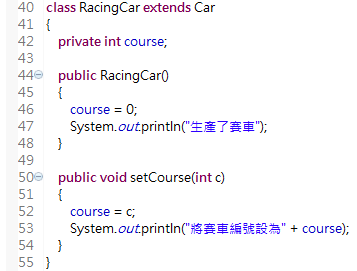 40 class RacingCar extends Car
41 {
42 private int course;
43
44 public RacingCar()
45 {
46 course = 0;
47 System.out.println("生產了賽車");
48 }
49
50 public void setCourse(int c)
51 {
52 course = c;
53 System.out.println("將賽車編號設為" + course);
54 }
55 }